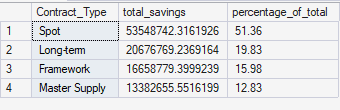 Contract_Type total_savings percentage_of_total
1 Spot 53548742.3161926 51.36
2 Long-term 20676769.2369164 19.83
3 Framework 16658779.3999239 15.98
4 Master Supply 13382655.5516199 12.83